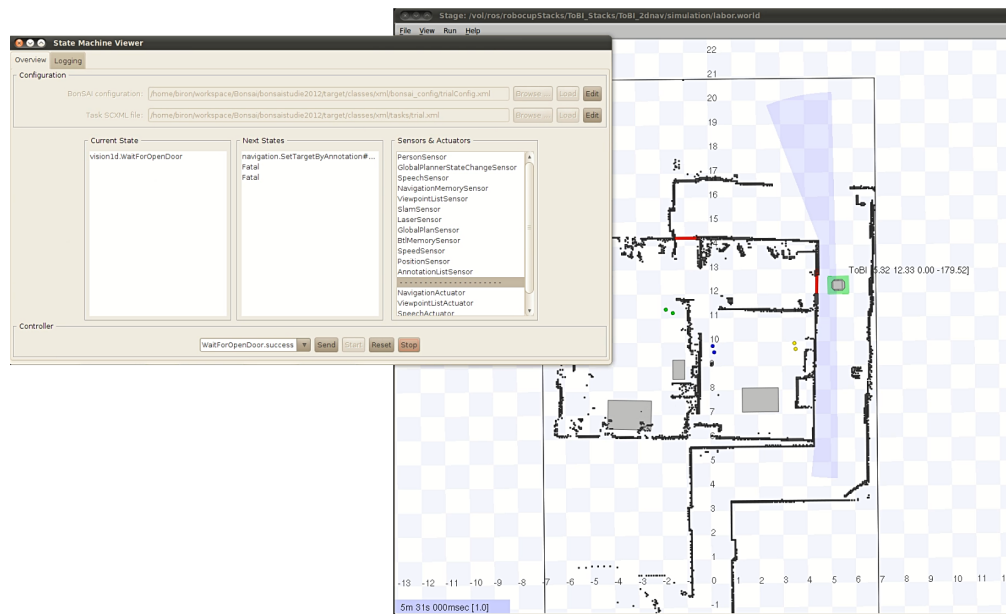 Stage: /vol/ros/robocupStacks/ToBI_Stacks/ToBI_2dnav/simulation/labor.world
File View Run Help
State Machine Viewer
Overview Logging
Configuration
BonSAI configuration: /home/biron/workspace/Bonsai/bonsaistudie2012/target/classes/xml/bonsai_config/trialConfig.xml Browse... Load Edit
Task SCXML file: /home/biron/workspace/Bonsai/bonsaistudie2012/target/classes/xml/tasks/trial.xml Browse... Load Edit
Current State
vision1d.WaitForOpenDoor
Next States
navigation.SetTargetByAnnotation#...
Fatal
Fatal
Sensors & Actuators
PersonSensor
GlobalPlannerStateChangeSensor
SpeechSensor
NavigationMemorySensor
ViewpointListSensor
SlamSensor
LaserSensor
GlobalPlanSensor
BtlMemorySensor
SpeedSensor
PositionSensor
AnnotationListSensor
- - - - - - - - - - - - - - - - - - - - - -
NavigationActuator
ViewpointListActuator
SpeechActuator
Controller
WaitForOpenDoor.success Send Start Reset Stop
22
21
20
19
18
17
16
15
14
13
12
11
10
9
8
7
6
5
4
3
2
1
-1
ToBI [5.32 12.33 0.00 -179.52]
-13 -12 -11 -10 -9 -8 -7 -6 -5 -4 -3 -2 -1 0 1 2 3 4 5 6 7 8 9 10 11
5m 31s 000msec [1.0]